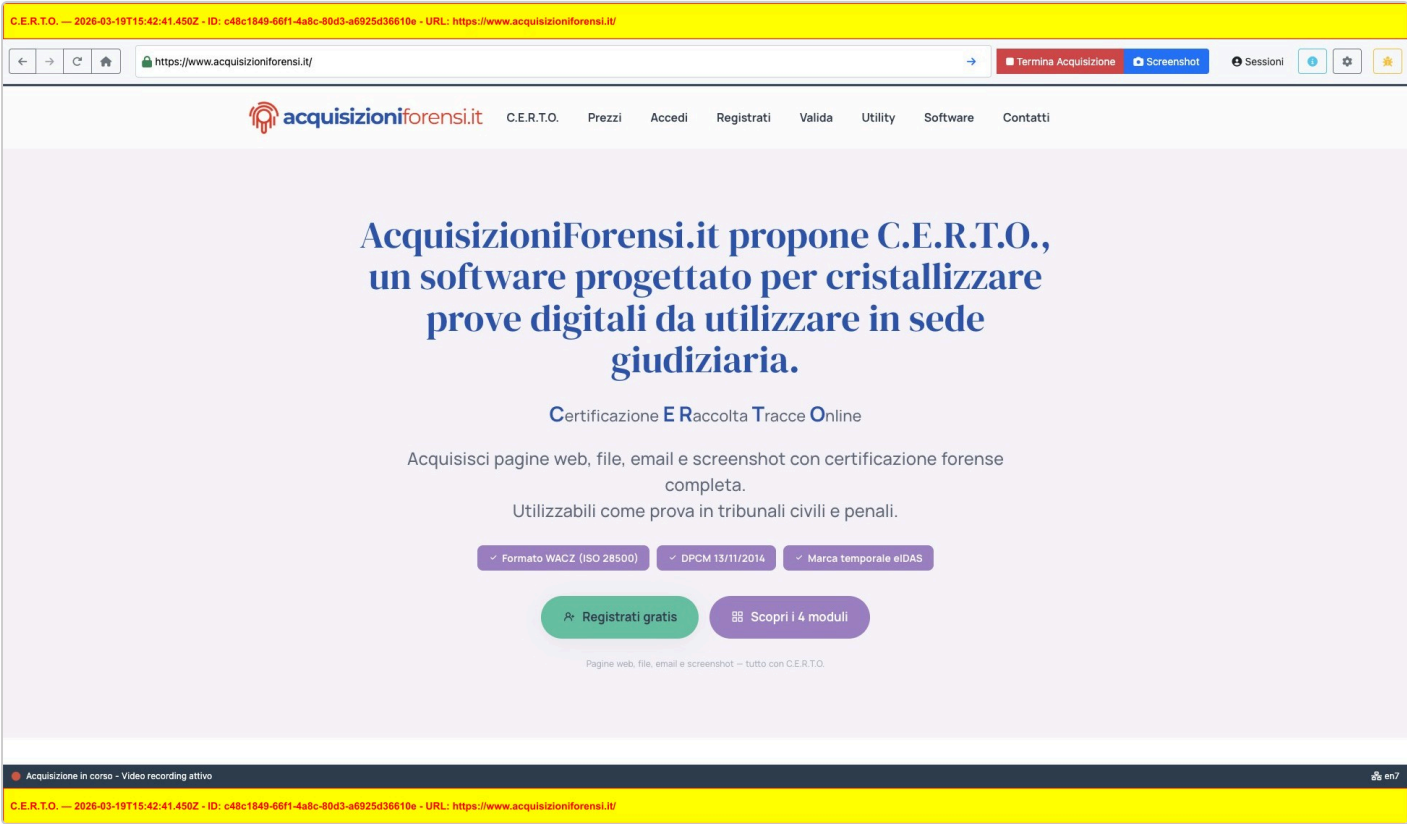 C.E.R.T.O. — 2026-03-19T15:42:41.450Z - ID: c48c1849-66f1-4a8c-80d3-a6925d36610e - URL: https://www.acquisizioniforensi.it/
https://www.acquisizioniforensi.it/
Termina Acquisizione
Screenshot
Sessioni
acquisizioniforensi.it
C.E.R.T.O.
Prezzi
Accedi
Registrati
Valida
Utility
Software
Contatti
AcquisizioniForensi.it propone C.E.R.T.O.,
un software progettato per cristallizzare
prove digitali da utilizzare in sede
giudiziaria.
Certificazione E Raccolta Tracce Online
Acquisisci pagine web, file, email e screenshot con certificazione forense
completa.
Utilizzabili come prova in tribunali civili e penali.
Formato WACZ (ISO 28500)
DPCM 13/11/2014
Marca temporale eIDAS
Registrati gratis
Scopri i 4 moduli
Pagine web, file, email e screenshot — tutto con C.E.R.T.O.
Acquisizione in corso - Video recording attivo
en7
C.E.R.T.O. — 2026-03-19T15:42:41.450Z - ID: c48c1849-66f1-4a8c-80d3-a6925d36610e - URL: https://www.acquisizioniforensi.it/